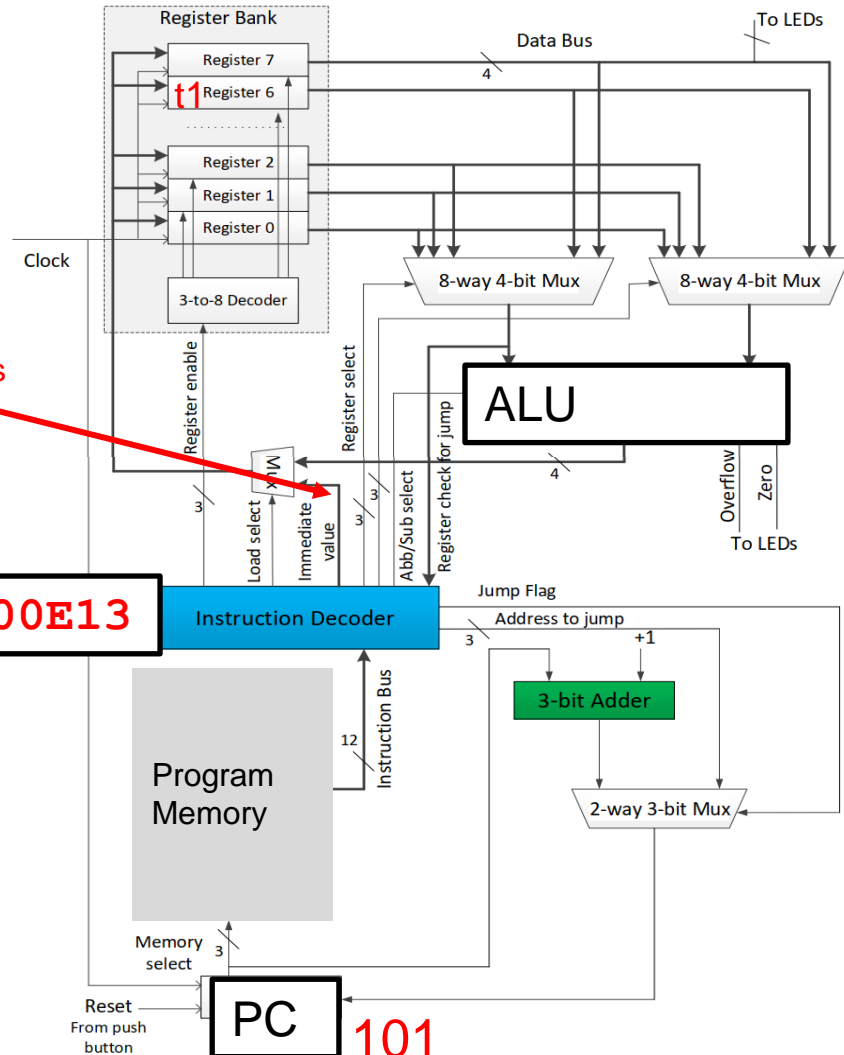 Register Bank
To LEDs
Data Bus
Register 7
4
t1
Register 6
Register 2
Register 1
Register 0
Clock
3-to-8 Decoder
8-way 4-bit Mux
8-way 4-bit Mux
s
Register enable
3
Mux
Load select
Immediate
value
Register select
3
3
Abb/Sub select
Register check for jump
ALU
4
Overflow
Zero
To LEDs
00E13
Instruction Decoder
Jump Flag
Address to jump
3
+1
3-bit Adder
Instruction Bus
12
Program
Memory
2-way 3-bit Mux
Memory
select
3
Reset
From push
button
PC
101